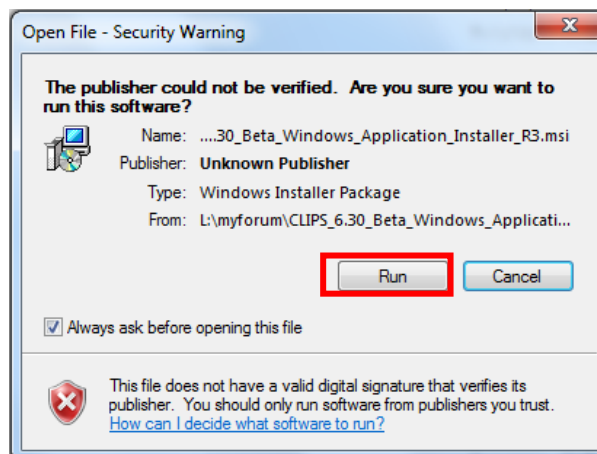 Open File - Security Warning
The publisher could not be verified. Are you sure you want to
run this software?
Name: ....30_Beta_Windows_Application_Installer_R3.msi
Publisher: Unknown Publisher
Type: Windows Installer Package
From: L:\myforum\CLIPS_6.30_Beta_Windows_Applicati...
Run Cancel
Always ask before opening this file
This file does not have a valid digital signature that verifies its
publisher. You should only run software from publishers you trust.
How can I decide what software to run?